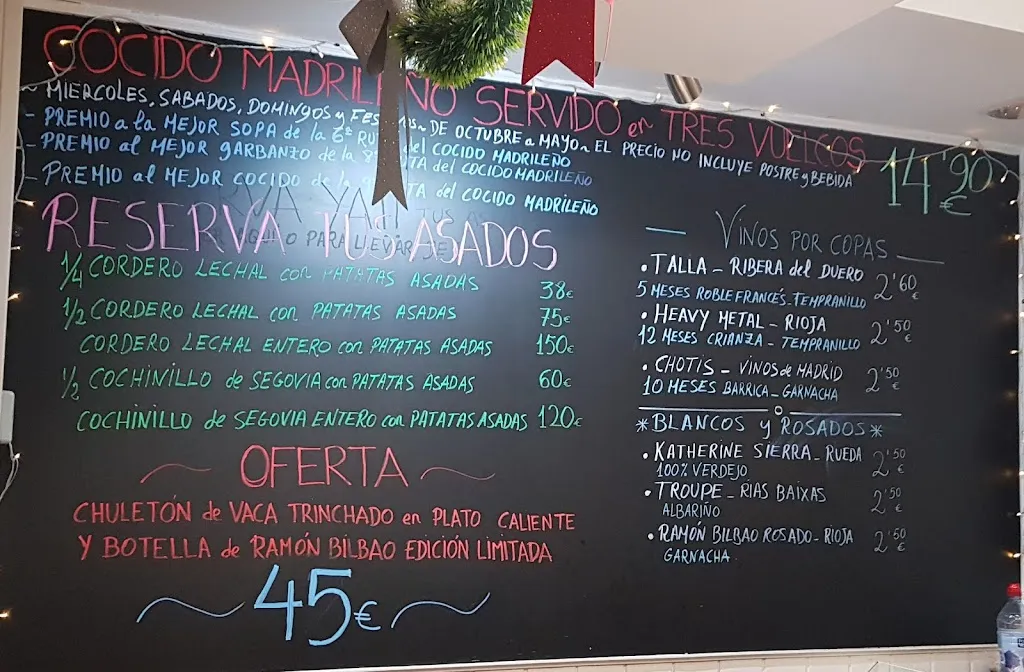 COCIDO MADRILEÑO SERVIDO en TRES VUELCOS
~ MIERCOLES, SABADOS, DOMINGOS y DE OCTUBRE a MAYO ~ EL PRECIO NO INCLUYE POSTRE y BEBIDA
14'90 €
- PREMIO a la MEJOR SOPA de la 6ª del COCIDO MADRILEÑO
- PREMIO al MEJOR GARBANZO de la del COCIDO MADRILEÑO
- PREMIO al MEJOR COCIDO de la del COCIDO MADRILEÑO
RESERVA TUS ASADOS
1/4 CORDERO LECHAL con PATATAS ASADAS 38€
1/2 CORDERO LECHAL con PATATAS ASADAS 75€
CORDERO LECHAL ENTERO con PATATAS ASADAS 150€
1/2 COCHINILLO de SEGOVIA con PATATAS ASADAS 60€
COCHINILLO de SEGOVIA ENTERO con PATATAS ASADAS 120€
OFERTA
CHULETÓN de VACA TRINCHADO en PLATO CALIENTE
Y BOTELLA de RAMÓN BILBAO EDICIÓN LIMITADA
45€
VINOS POR COPAS
• TALLA - RIBERA del DUERO 2'60 €
5 MESES ROBLE FRANCÉS - TEMPRANILLO
• HEAVY METAL - RIOJA 2'50 €
12 MESES CRIANZA - TEMPRANILLO
• CHOTIS - VINOS de MADRID 2'50 €
10 MESES BARRICA - GARNACHA
*BLANCOS y ROSADOS*
• KATHERINE SIERRA - RUEDA 2'50 €
100% VERDEJO
• TROUPE - RIAS BAIXAS 2'50 €
ALBARIÑO
• RAMÓN BILBAO ROSADO - RIOJA 2'50 €
GARNACHA